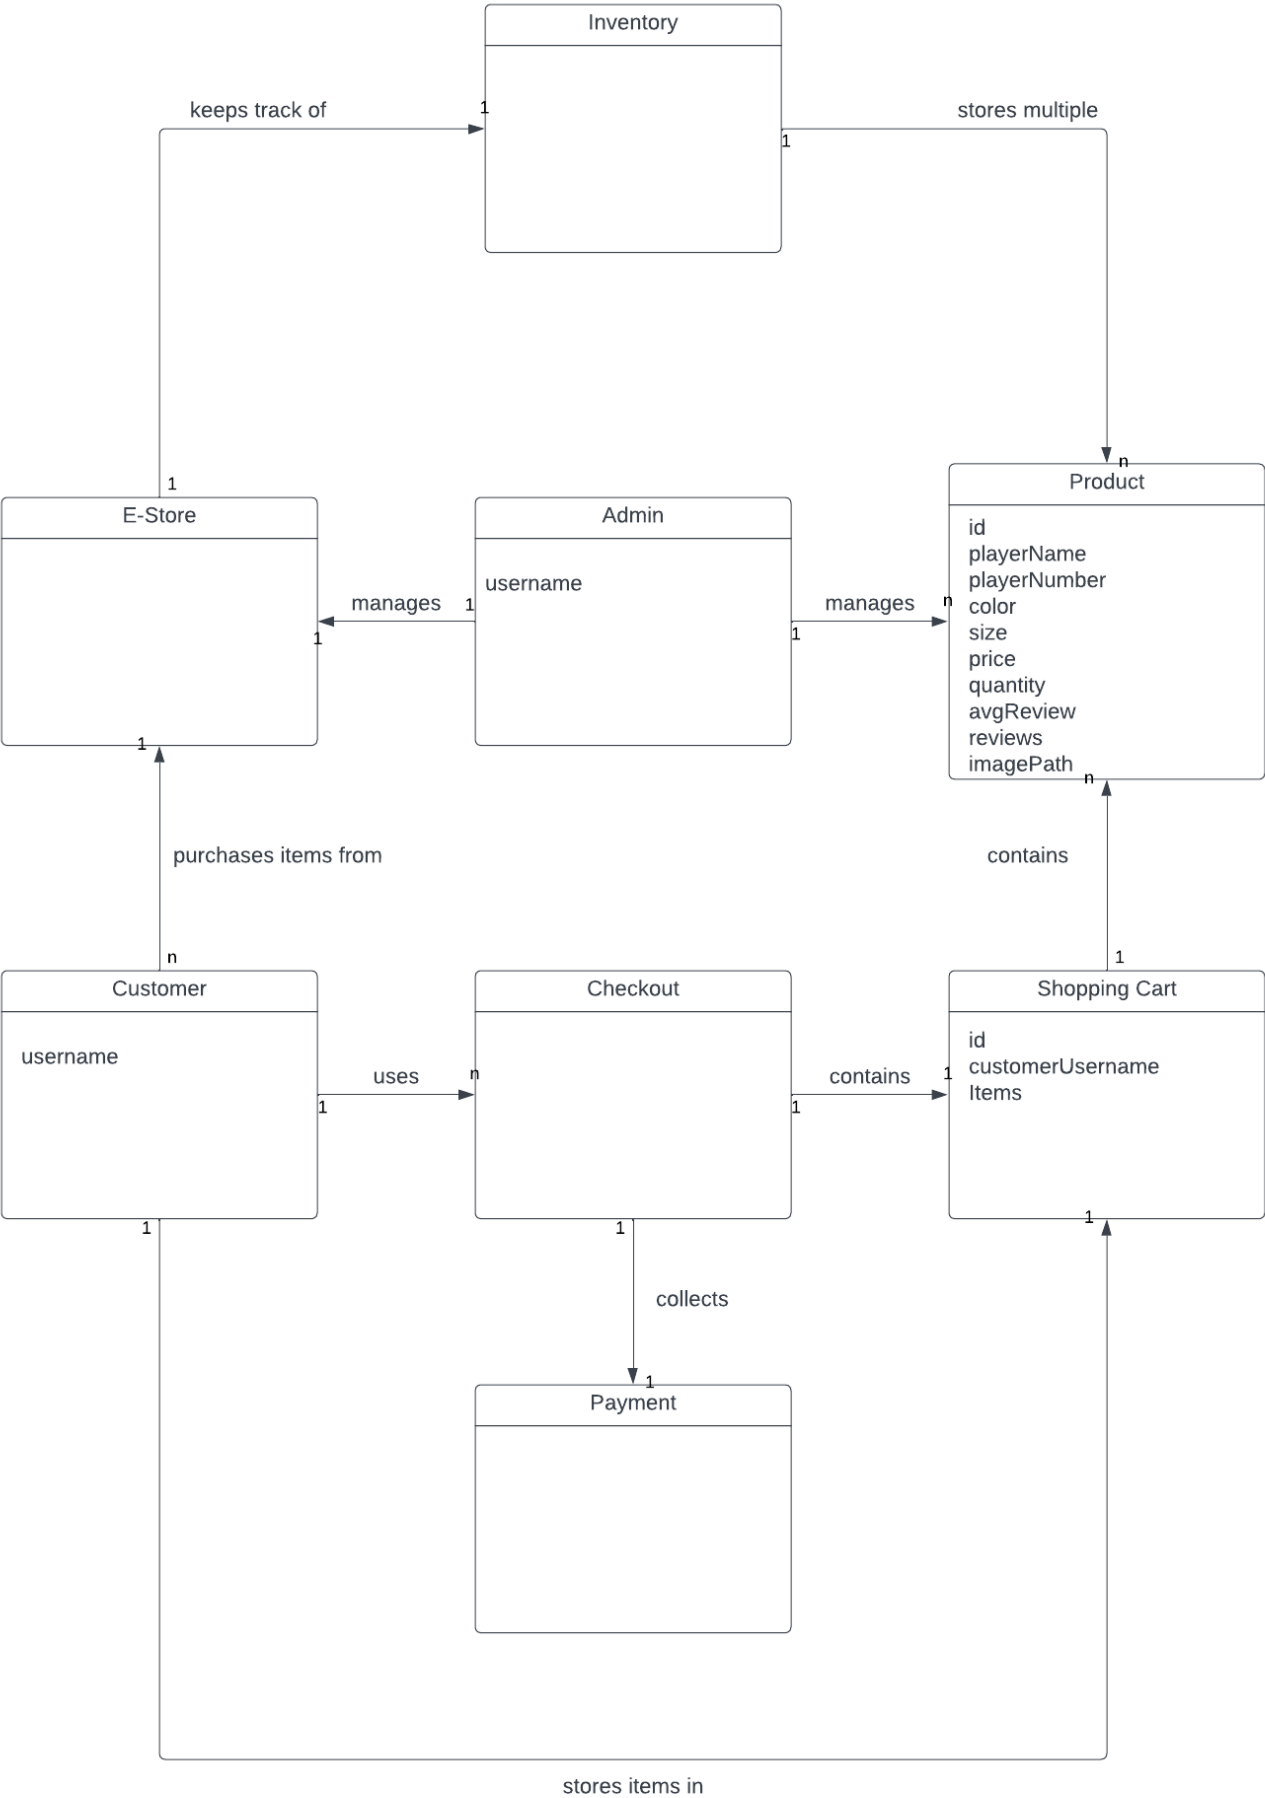 Inventory
keeps track of
1
stores multiple
1
n
1
E-Store
Admin
Product
username
id
playerName
playerNumber
color
size
price
quantity
avgReview
reviews
imagePath
manages
1
1
manages
n
1
1
n
purchases items from
contains
n
1
Customer
Checkout
Shopping Cart
username
id
customerUsername
Items
uses
n
1
contains
1
1
1
1
1
collects
1
Payment
stores items in